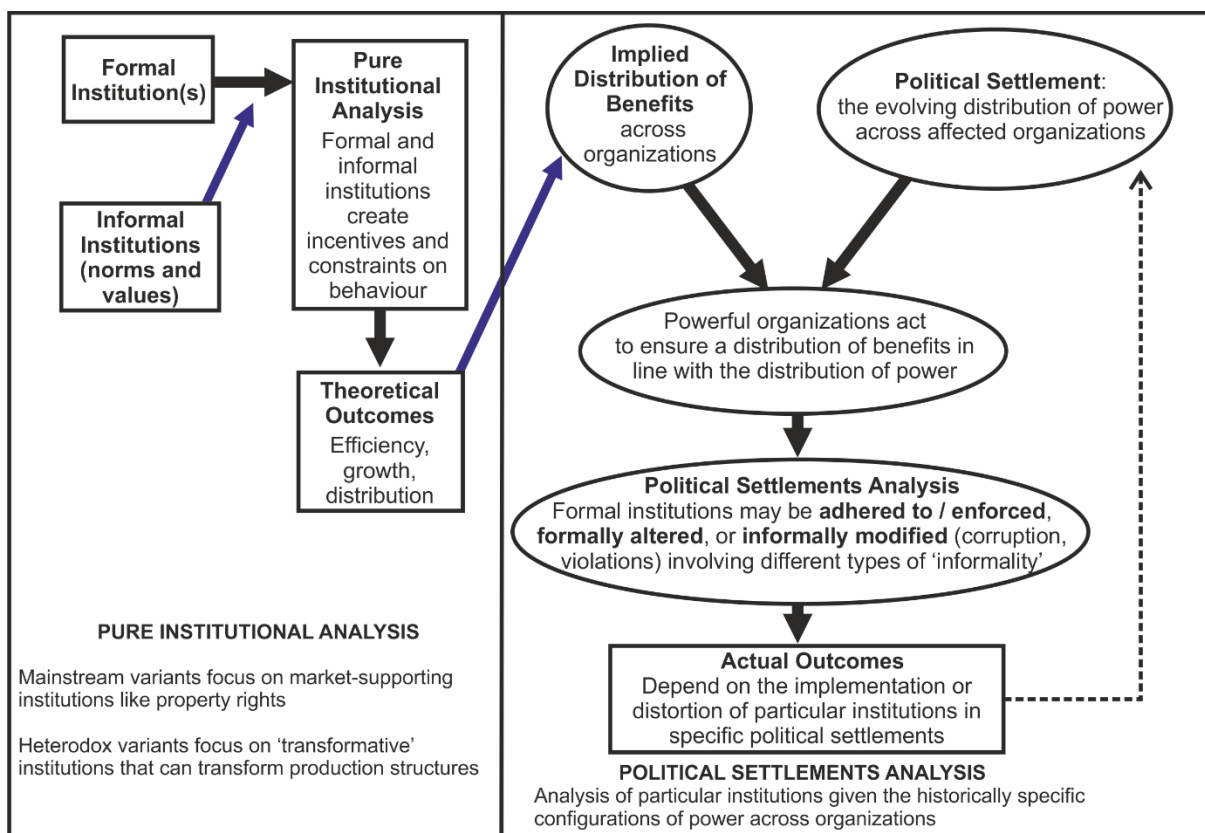 Formal
Institution(s)
Informal
Institutions
(norms and
values)
Pure
Institutional
Analysis
Formal and
informal
institutions
create
incentives and
constraints on
behaviour
Theoretical
Outcomes
Efficiency,
growth,
distribution
PURE INSTITUTIONAL ANALYSIS
Mainstream variants focus on market-supporting
institutions like property rights
Heterodox variants focus on ‘transformative’
institutions that can transform production structures
Implied
Distribution of
Benefits
across
organizations
Political Settlement:
the evolving distribution of power
across affected organizations
Powerful organizations act
to ensure a distribution of benefits in
line with the distribution of power
Political Settlements Analysis
Formal institutions may be adhered to / enforced,
formally altered, or informally modified (corruption,
violations) involving different types of ‘informality’
Actual Outcomes
Depend on the implementation or
distortion of particular institutions in
specific political settlements
POLITICAL SETTLEMENTS ANALYSIS
Analysis of particular institutions given the historically specific
configurations of power across organizations